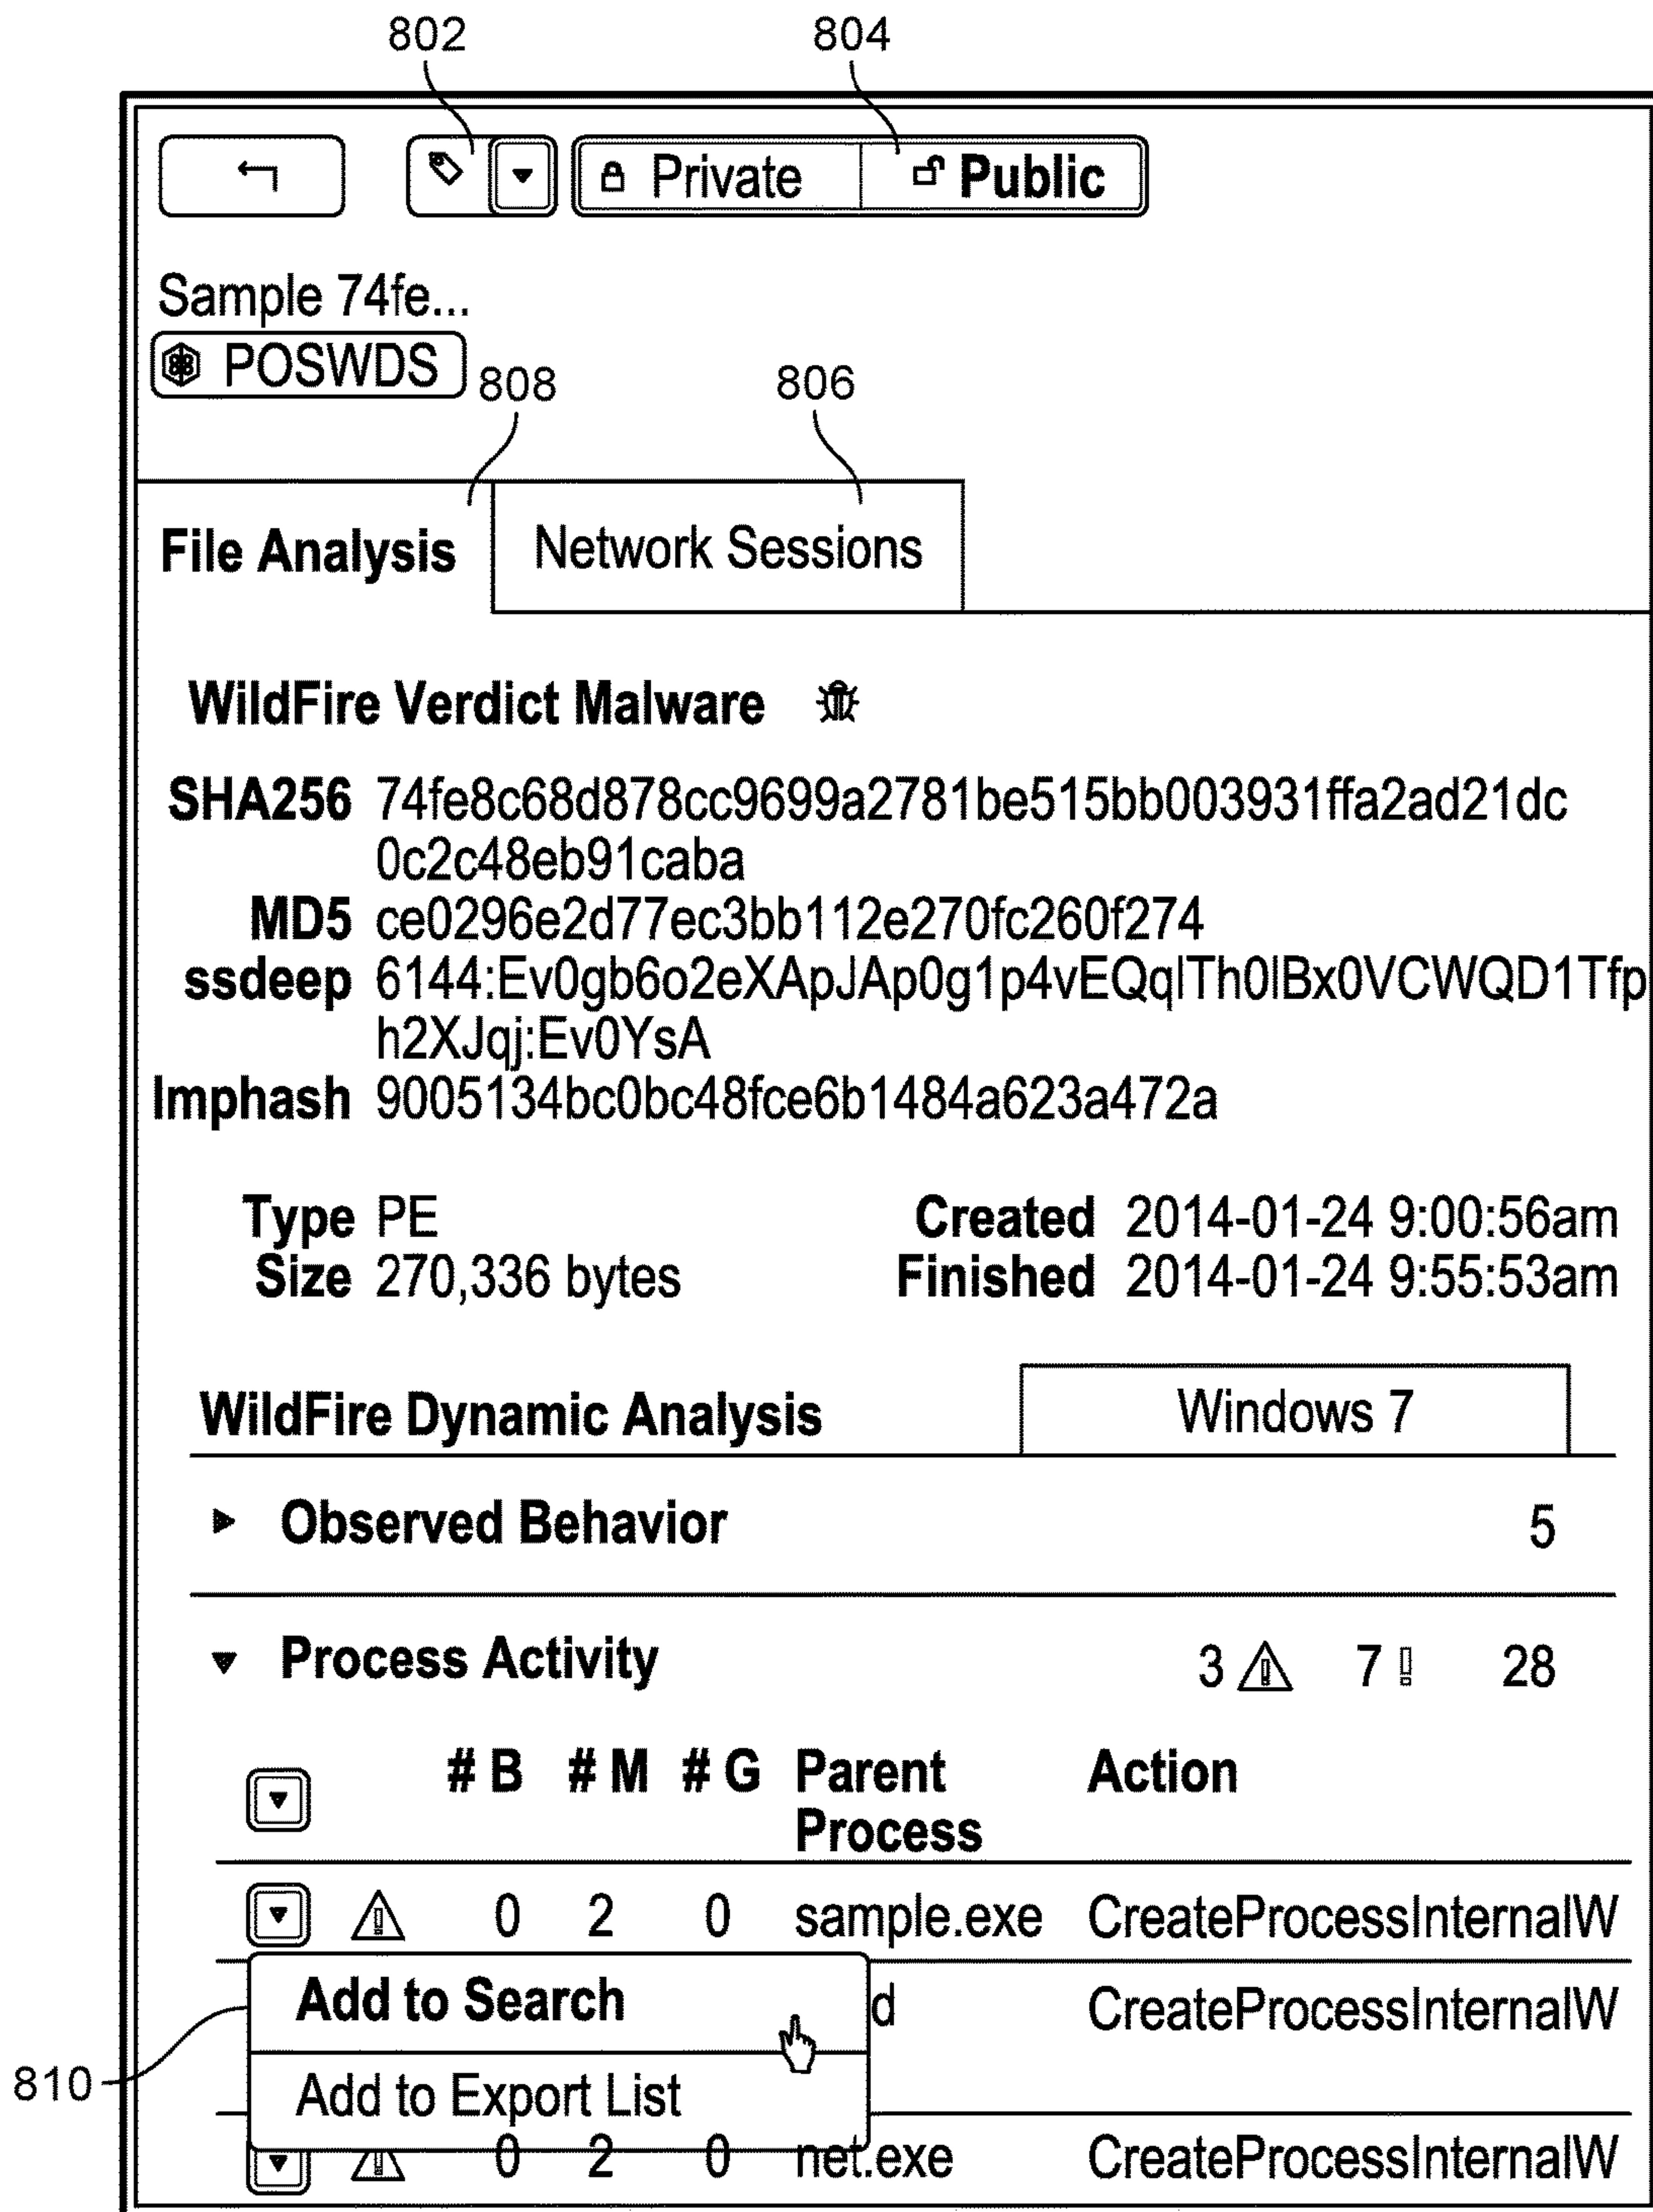 802
804
Private Public
Sample 74fe...
POSWDS
808
806
File Analysis Network Sessions
WildFire Verdict Malware
SHA256 74fe8c68d878cc9699a2781be515bb003931ffa2ad21dc
0c2c48eb91caba
MD5 ce0296e2d77ec3bb112e270fc260f274
ssdeep 6144:Ev0gb6o2eXApJAp0g1p4vEQqlTh0lBx0VCWQD1Tfp
h2XJqj:Ev0YsA
Imphash 9005134bc0bc48fce6b1484a623a472a
Type PE Created 2014-01-24 9:00:56am
Size 270,336 bytes Finished 2014-01-24 9:55:53am
WildFire Dynamic Analysis Windows 7
Observed Behavior 5
Process Activity 3 7 28
# B # M # G Parent Action
Process
0 2 0 sample.exe CreateProcessInternalW
Add to Search d CreateProcessInternalW
810
Add to Export List
0 2 0 net.exe CreateProcessInternalW